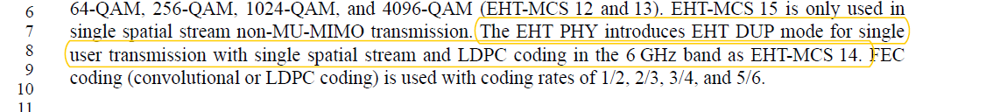 6 64-QAM, 256-QAM, 1024-QAM, and 4096-QAM (EHT-MCS 12 and 13). EHT-MCS 15 is only used in
7 single spatial stream non-MU-MIMO transmission. The EHT PHY introduces EHT DUP mode for single
8 user transmission with single spatial stream and LDPC coding in the 6 GHz band as EHT-MCS 14. FEC
9 coding (convolutional or LDPC coding) is used with coding rates of 1/2, 2/3, 3/4, and 5/6.
10
11